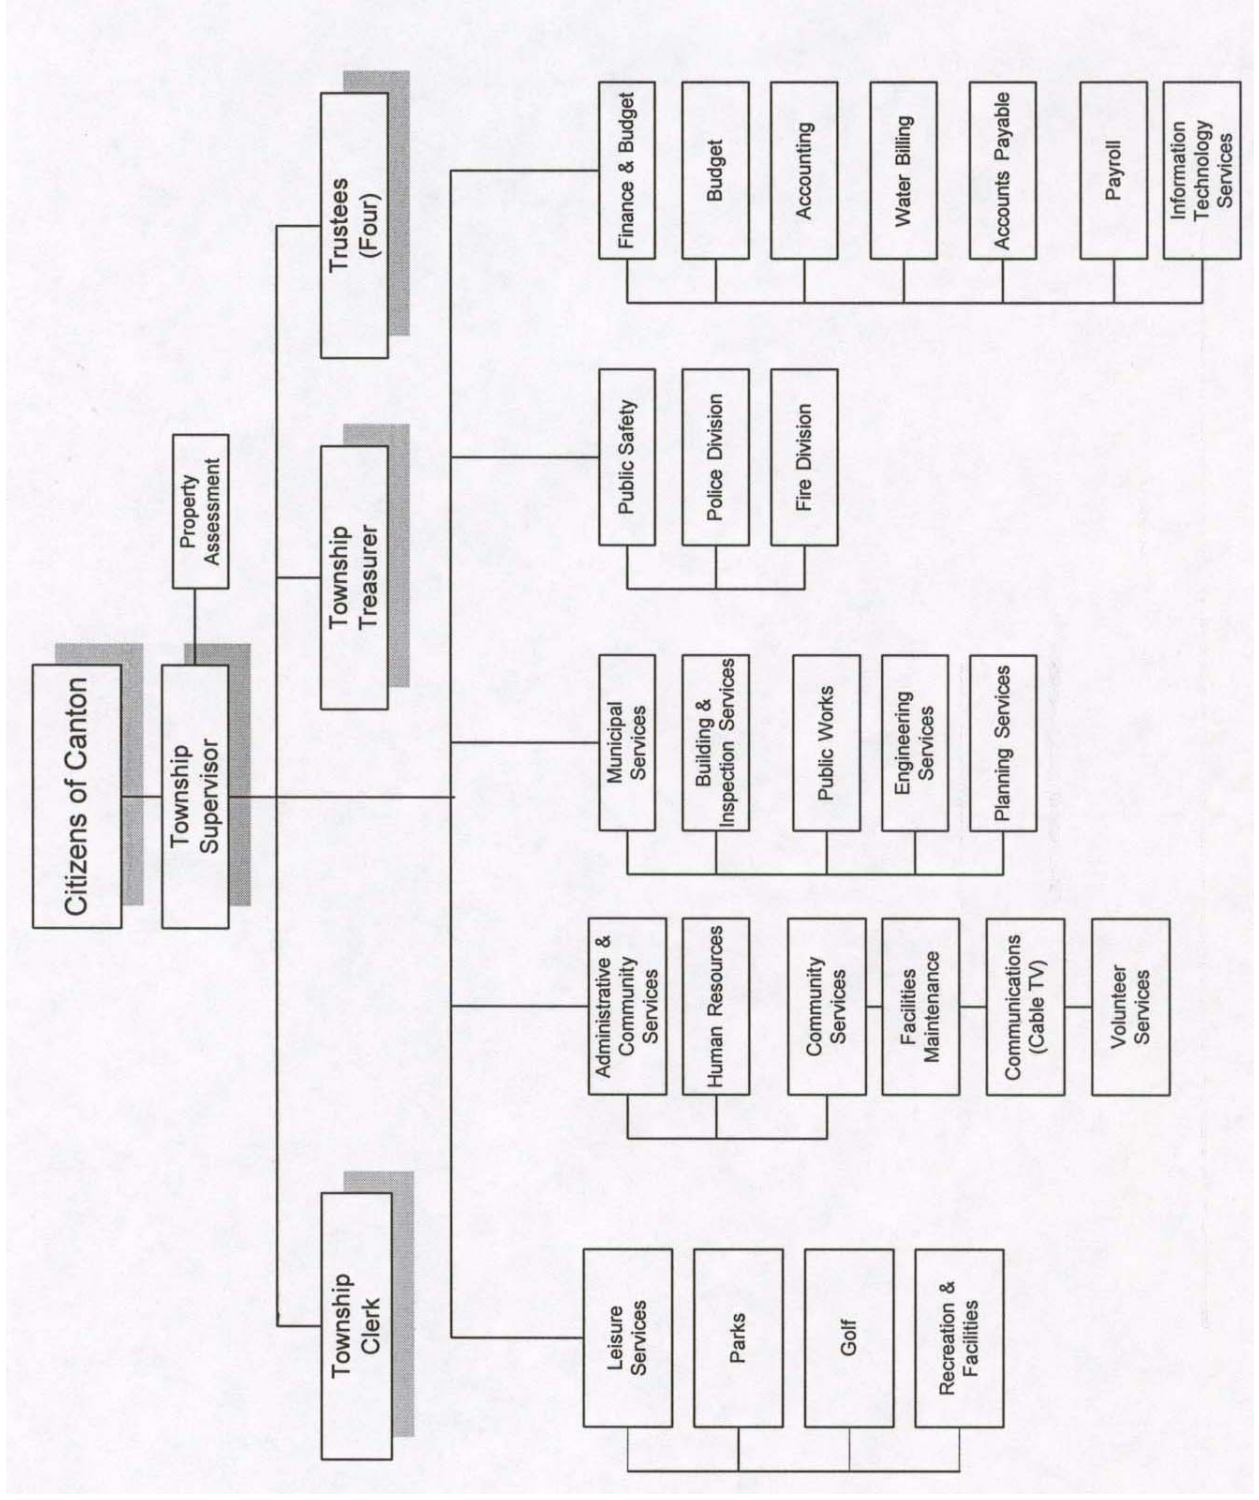 Citizens of Canton
Township
Supervisor
Property
Assessment
Township
Clerk
Township
Treasurer
Trustees
(Four)
Leisure
Services
Parks
Golf
Recreation &
Facilities
Administrative &
Community
Services
Human Resources
Community
Services
Facilities
Maintenance
Communications
(Cable TV)
Volunteer
Services
Municipal
Services
Building &
Inspection Services
Public Works
Engineering
Services
Planning Services
Public Safety
Police Division
Fire Division
Finance & Budget
Budget
Accounting
Water Billing
Accounts Payable
Payroll
Information
Technology
Services